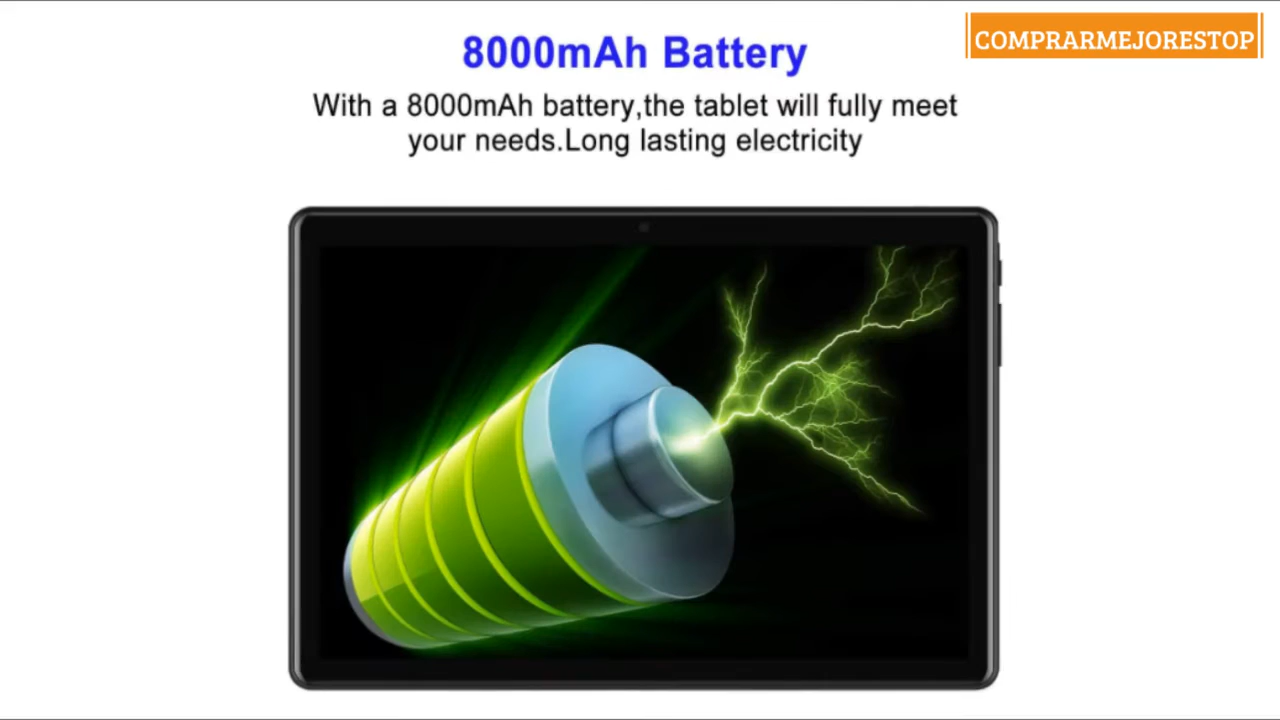 8000mAh Battery
COMPRARMEJORESTOP
With a 8000mAh battery,the tablet will fully meet
your needs.Long lasting electricity